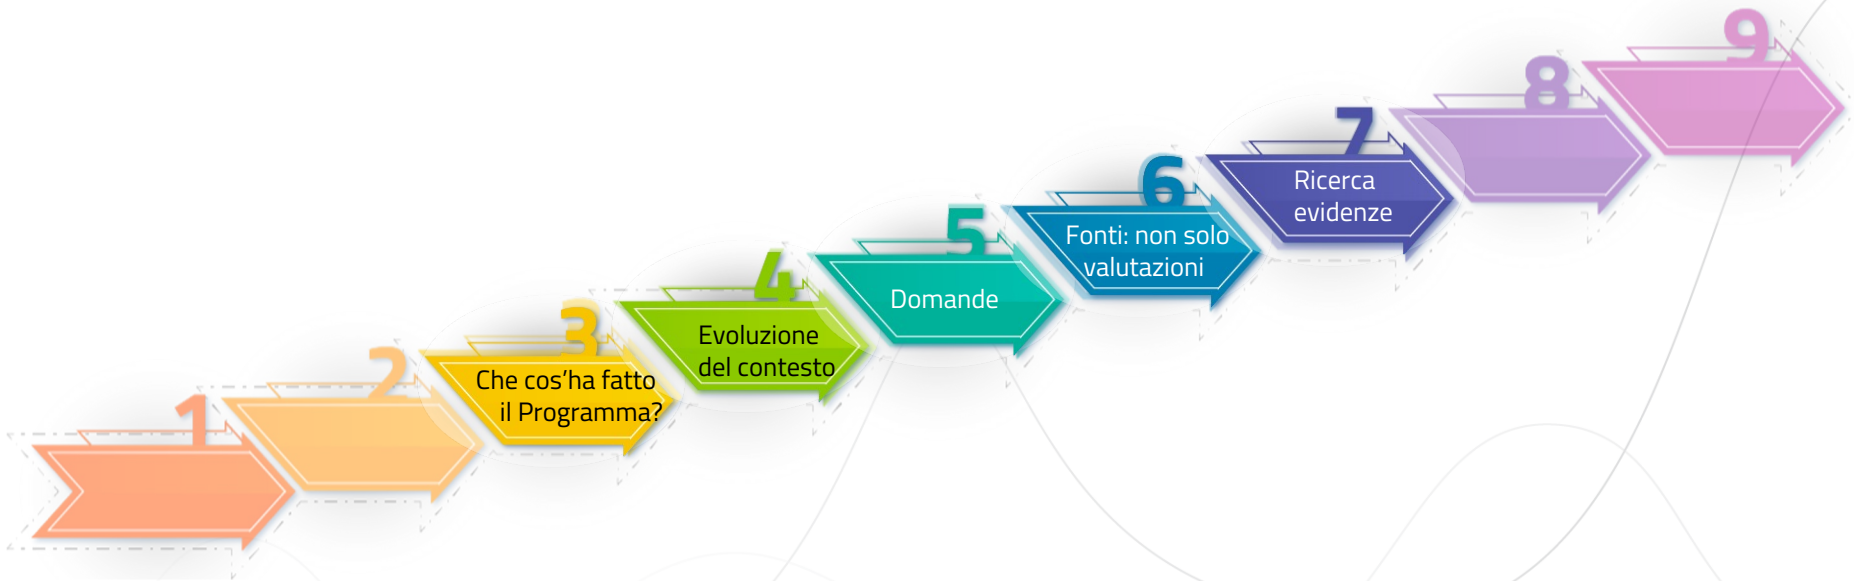 1
2
3
Che cos’ha fatto
il Programma?
4
Evoluzione
del contesto
5
Domande
6
Fonti: non solo
valutazioni
7
Ricerca
evidenze
8
9